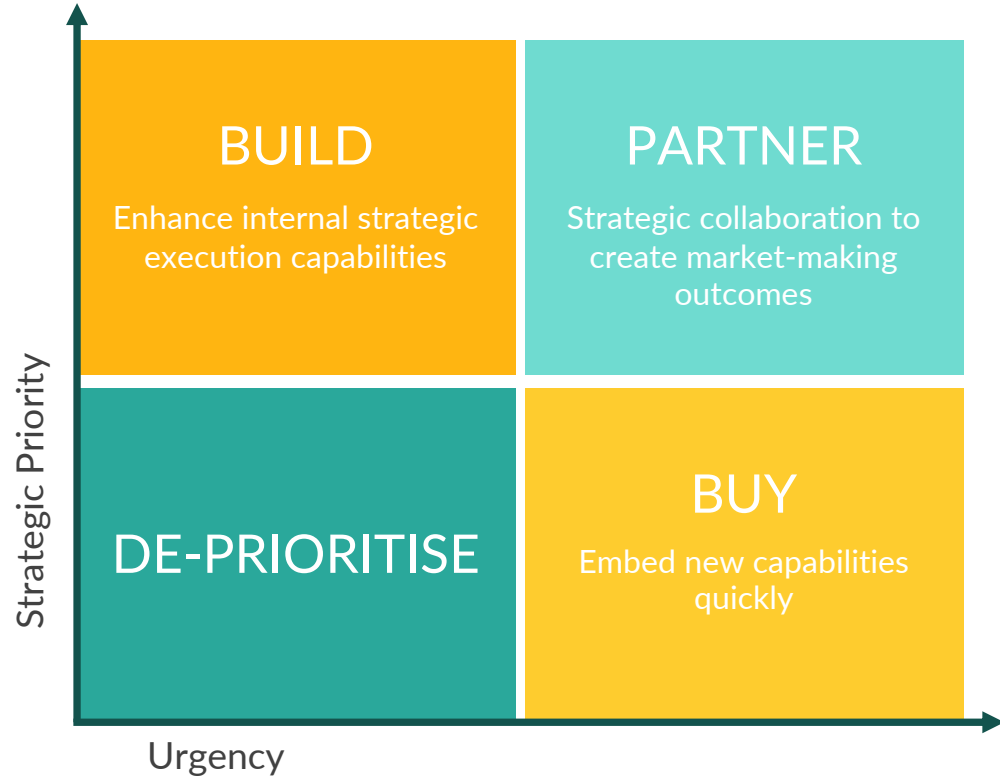 BUILD
Enhance internal strategic
execution capabilities
PARTNER
Strategic collaboration to
create market-making
outcomes
Strategic Priority
DE-PRIORITISE
BUY
Embed new capabilities
quickly
Urgency